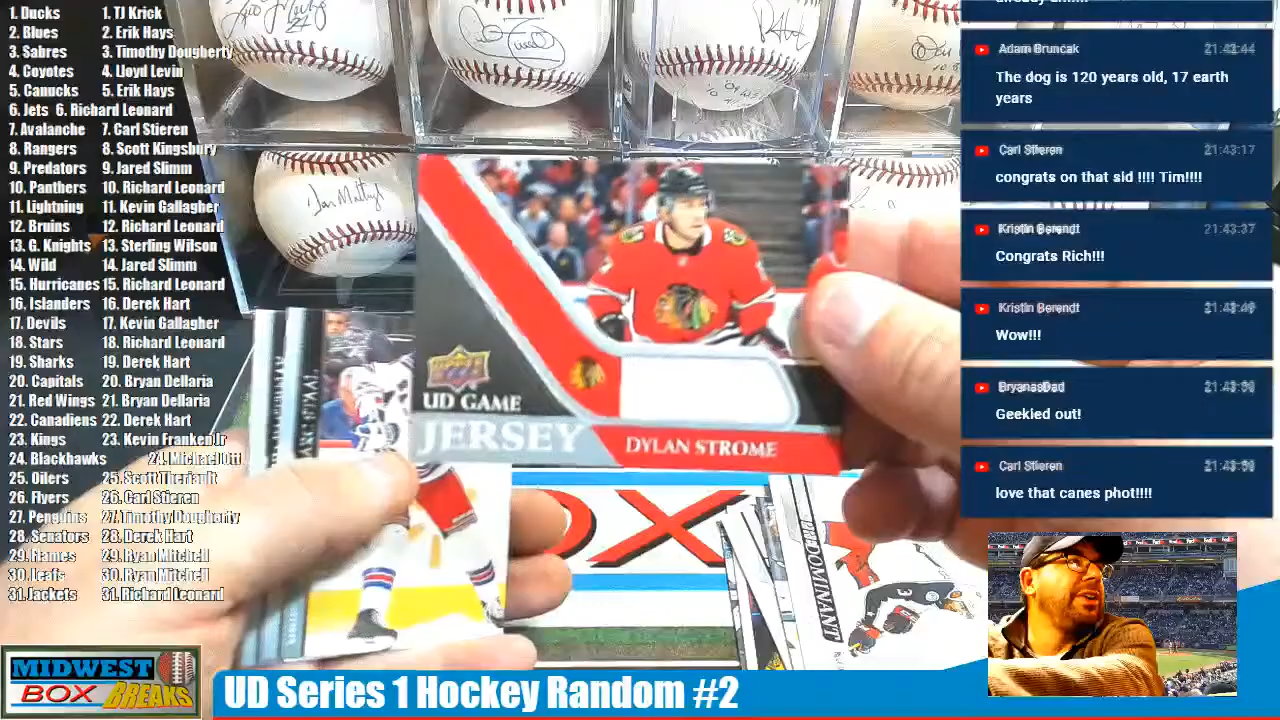 1. Ducks 1. TJ Krick
2. Blues 2. Erik Hays
3. Sabres 3. Timothy Dougherty
4. Coyotes 4. Lloyd Levin
5. Canucks 5. Erik Hays
6. Jets 6. Richard Leonard
7. Avalanche 7. Carl Stieren
8. Rangers 8. Scott Kingsbury
9. Predators 9. Jared Slimm
10. Panthers 10. Richard Leonard
11. Lightning 11. Kevin Gallagher
12. Bruins 12. Richard Leonard
13. G. Knights 13. Sterling Wilson
14. Wild 14. Jared Slimm
15. Hurricanes 15. Richard Leonard
16. Islanders 16. Derek Hart
17. Devils 17. Kevin Gallagher
18. Stars 18. Richard Leonard
19. Sharks 19. Derek Hart
20. Capitals 20. Bryan Dellaria
21. Red Wings 21. Bryan Dellaria
22. Canadiens 22. Derek Hart
23. Kings 23. Kevin FrankenJr
24. Blackhawks 24. Michael Ott
25. Oilers 25. Scott Theriault
26. Flyers 26. Carl Stieren
27. Penguins 27. Timothy Dougherty
28. Senators 28. Derek Hart
29. Flames 29. Ryan Mitchell
30. Leafs 30. Ryan Mitchell
31. Jackets 31. Richard Leonard
UPPER DECK
UD GAME
JERSEY
DYLAN STROME
OX
PREDOMINANT
Adam Bruncak 21:42:44
The dog is 120 years old, 17 earth
years
Carl Stieren 21:43:17
congrats on that sid !!!! Tim!!!!
Kristin Berendt 21:43:37
Congrats Rich!!!
Kristin Berendt
Wow!!!
BryanasDad
Geekied out!
Carl Stieren
love that canes phot!!!!
MIDWEST
BOX BREAKS
UD Series 1 Hockey Random #2